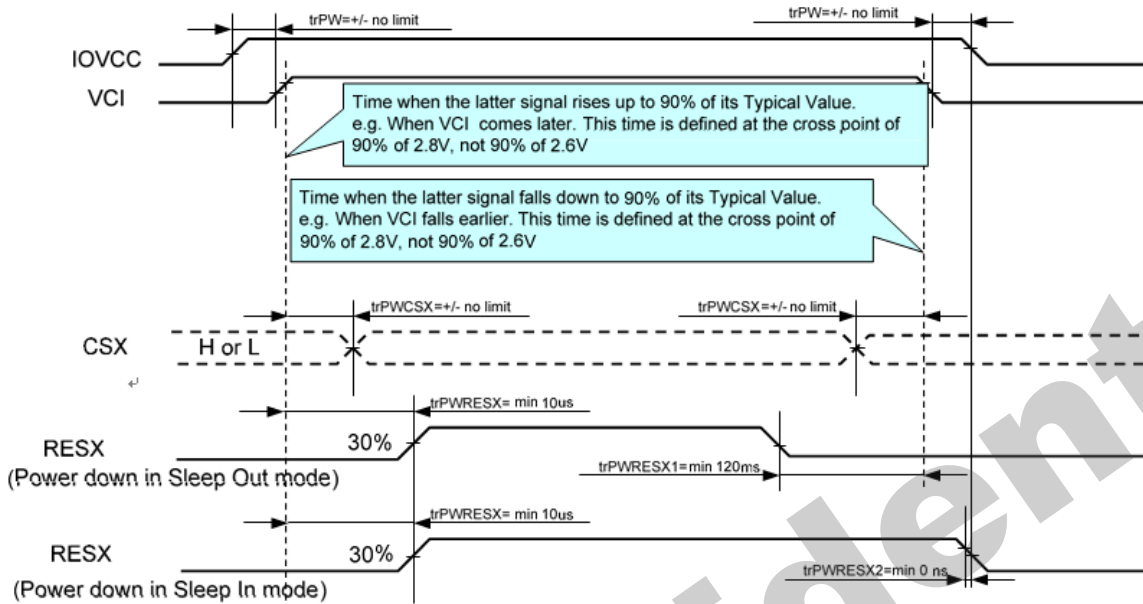 trPW=+/- no limit
trPW=+/- no limit
IOVCC
VCI
Time when the latter signal rises up to 90% of its Typical Value.
e.g. When VCI comes later. This time is defined at the cross point of
90% of 2.8V, not 90% of 2.6V
Time when the latter signal falls down to 90% of its Typical Value.
e.g. When VCI falls earlier. This time is defined at the cross point of
90% of 2.8V, not 90% of 2.6V
trPWCSX=+/- no limit
trPWCSX=+/- no limit
CSX
H or L
trPWRESX= min 10us
RESX
30%
(Power down in Sleep Out mode)
trPWRESX1=min 120ms
trPWRESX= min 10us
RESX
30%
(Power down in Sleep In mode)
trPWRESX2=min 0 ns
ident